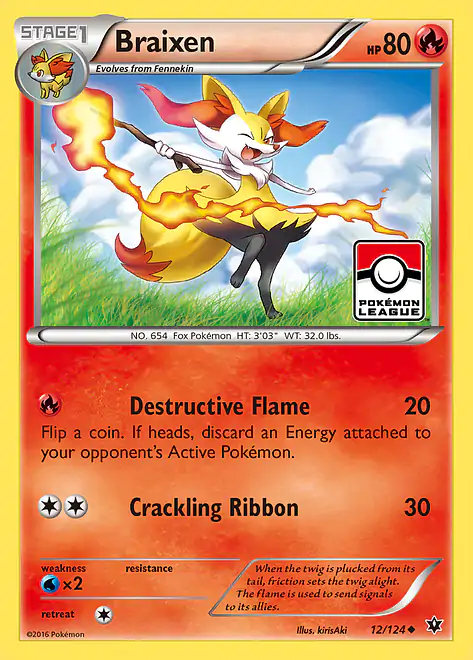 STAGE1
Braixen
HP80
Evolves from Fennekin
POKÉMON
LEAGUE
NO. 654 Fox Pokémon HT: 3'03" WT: 32.0 lbs.
Destructive Flame 20
Flip a coin. If heads, discard an Energy attached to
your opponent's Active Pokémon.
Crackling Ribbon 30
weakness resistance
×2
retreat
When the twig is plucked from its
tail, friction sets the twig alight.
The flame is used to send signals
to its allies.
©2016 Pokémon
Illus. kirisAki
12/124